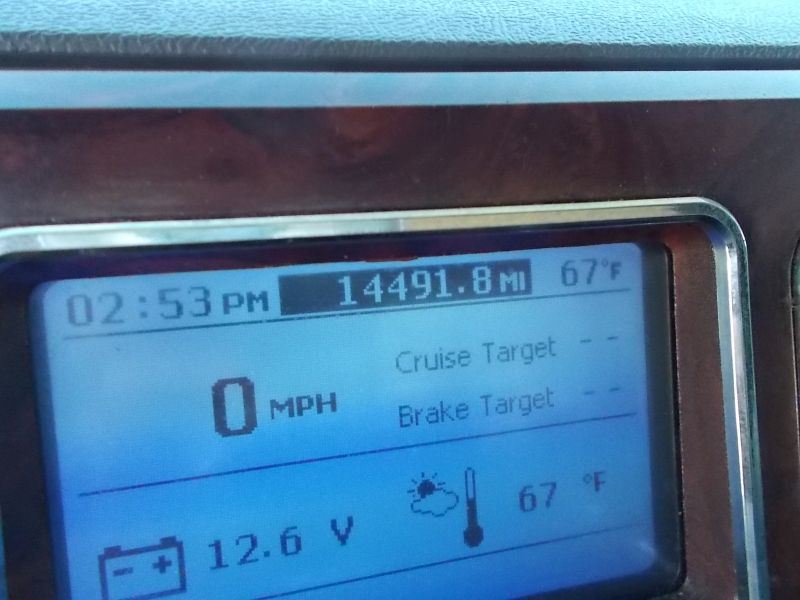 02:53 PM 14491.8 MI 67°F
Cruise Target --
0 MPH
Brake Target --
- + 12.6 V 67 °F